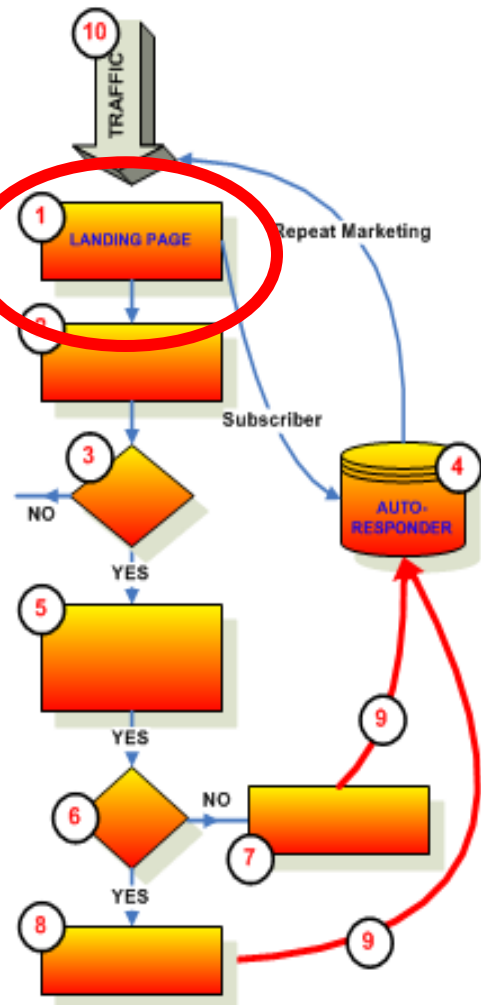 10
TRAFFIC
1
LANDING PAGE
Repeat Marketing
2
Subscriber
3
4
NO
AUTO-
RESPONDER
YES
5
YES
9
6
NO
7
YES
8
9